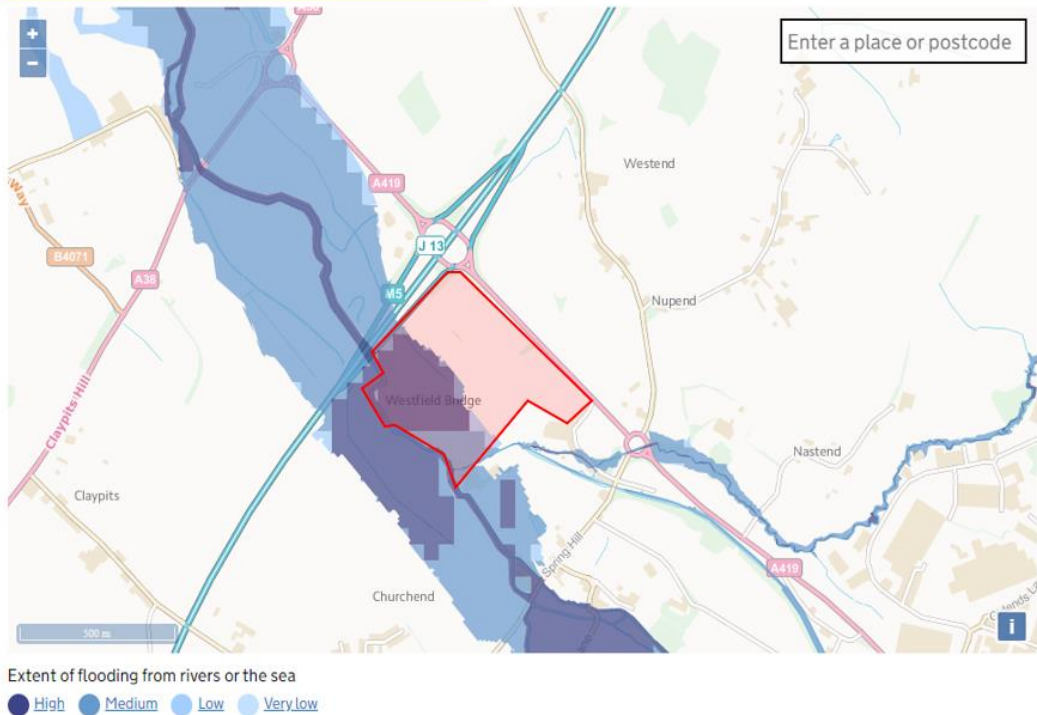 +
−
Enter a place or postcode
Westend
A419
J 13
Way
B4071
A38
M5
Nupend
Claypits Hill
Westfield Bridge
Nastend
Claypits
Spring Hill
A419
Churchend
500 m
i
Extent of flooding from rivers or the sea
High Medium Low Very low